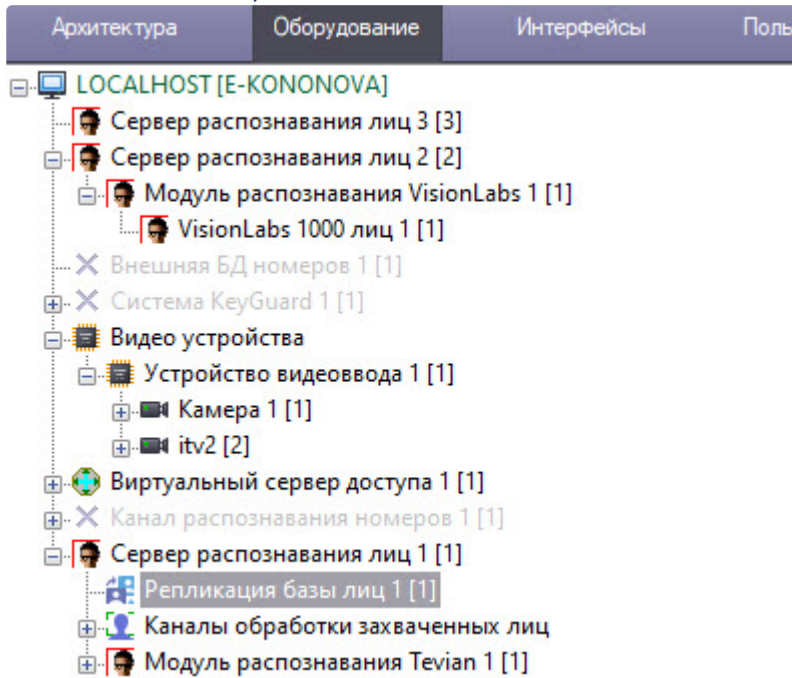 Архитектура Оборудование Интерфейсы Поль
LOCALHOST [E-KONONOVA]
Сервер распознавания лиц 3 [3]
Сервер распознавания лиц 2 [2]
Модуль распознавания VisionLabs 1 [1]
VisionLabs 1000 лиц 1 [1]
Внешняя БД номеров 1 [1]
Система KeyGuard 1 [1]
Видео устройства
Устройство видеоввода 1 [1]
Камера 1 [1]
itv2 [2]
Виртуальный сервер доступа 1 [1]
Канал распознавания номеров 1 [1]
Сервер распознавания лиц 1 [1]
Репликация базы лиц 1 [1]
Каналы обработки захваченных лиц
Модуль распознавания Tevian 1 [1]